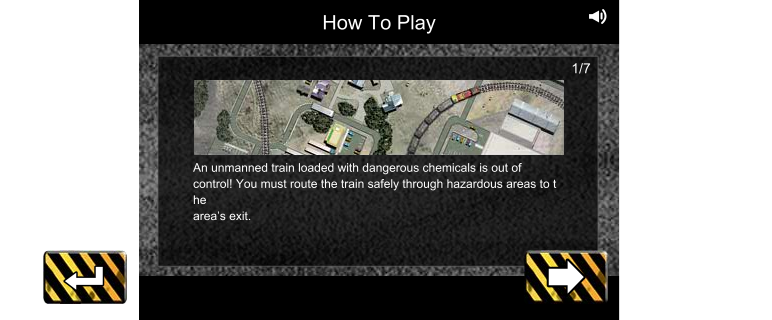 How To Play
1/7
An unmanned train loaded with dangerous chemicals is out of
control! You must route the train safely through hazardous areas to t
he
area's exit.